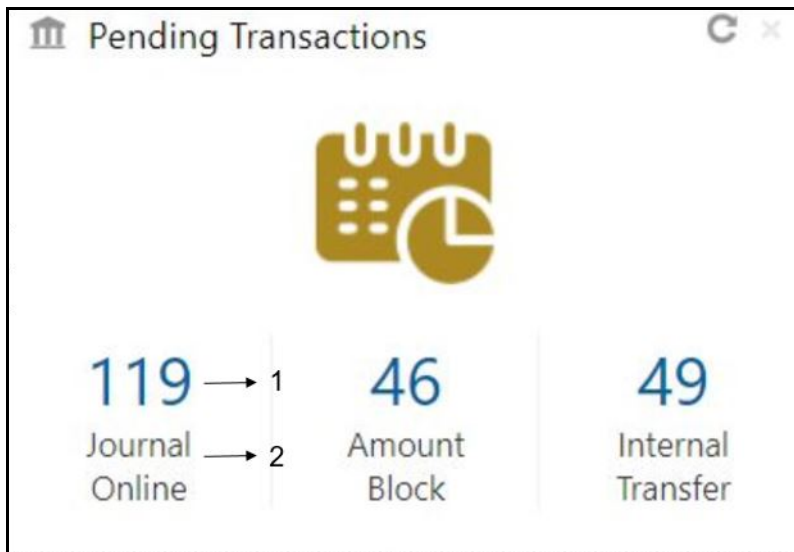 Pending Transactions
119 1 46 49
Journal 2 Amount Internal
Online Block Transfer